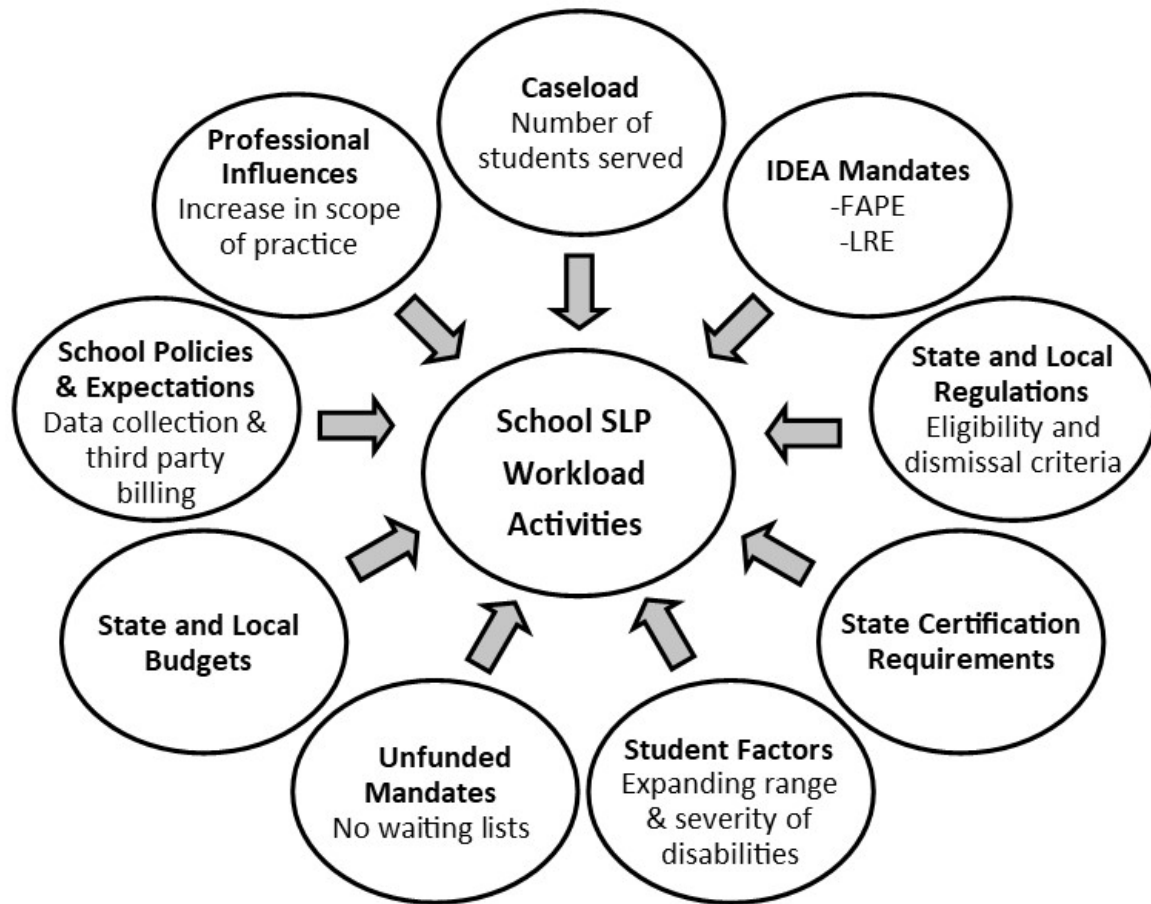 Caseload
Number of
students served
IDEA Mandates
-FAPE
-LRE
State and Local
Regulations
Eligibility and
dismissal criteria
State Certification
Requirements
Student Factors
Expanding range
& severity of
disabilities
Unfunded
Mandates
No waiting lists
State and Local
Budgets
School Policies
& Expectations
Data collection &
third party
billing
Professional
Influences
Increase in scope
of practice
School SLP
Workload
Activities